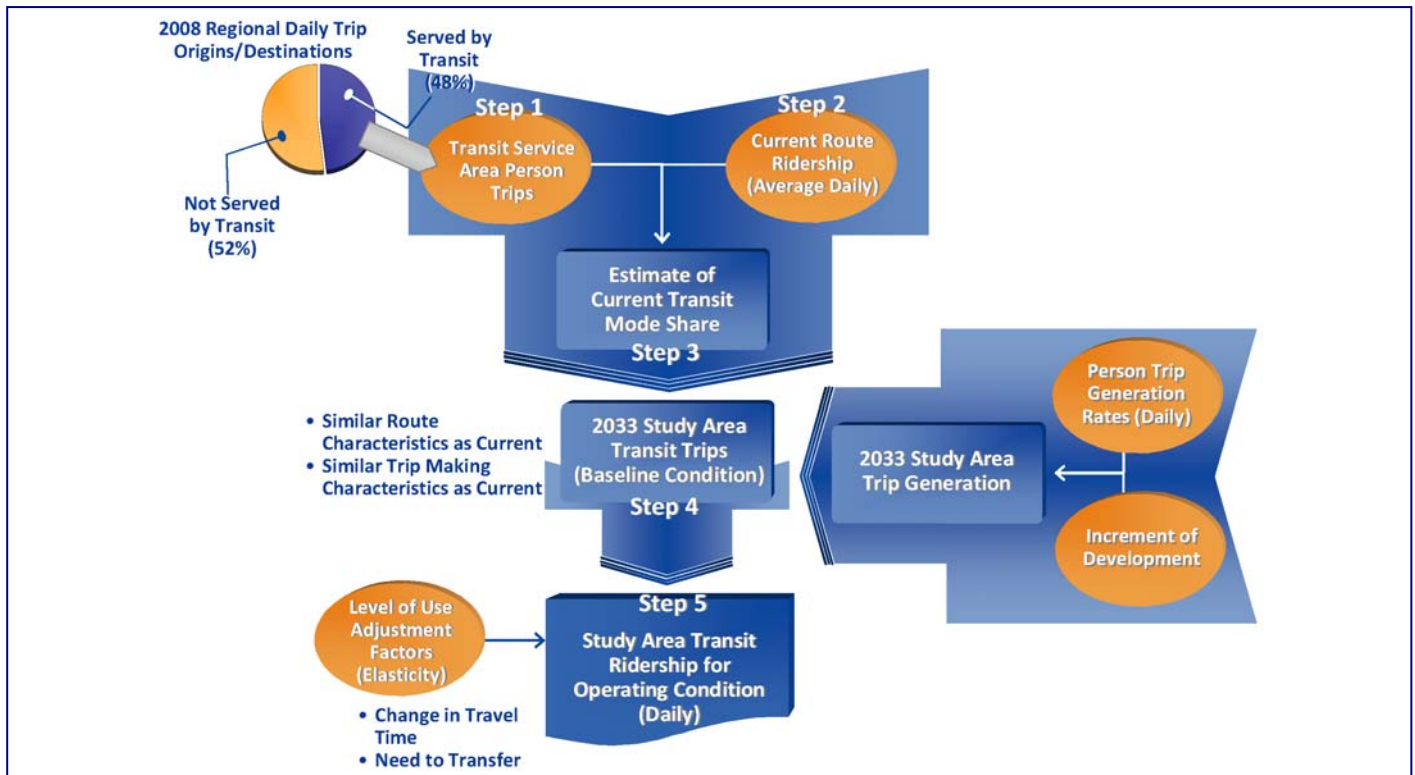 2008 Regional Daily Trip
Origins/Destinations
Served by
Transit
(48%)
Not Served
by Transit
(52%)
Step 1
Transit Service
Area Person
Trips
Step 2
Current Route
Ridership
(Average Daily)
Estimate of
Current Transit
Mode Share
Step 3
Person Trip
Generation
Rates (Daily)
2033 Study Area
Trip Generation
Increment of
Development
• Similar Route
Characteristics as Current
• Similar Trip Making
Characteristics as Current
2033 Study Area
Transit Trips
(Baseline Condition)
Step 4
Level of Use
Adjustment
Factors
(Elasticity)
• Change in Travel
Time
• Need to Transfer
Step 5
Study Area Transit
Ridership for
Operating Condition
(Daily)